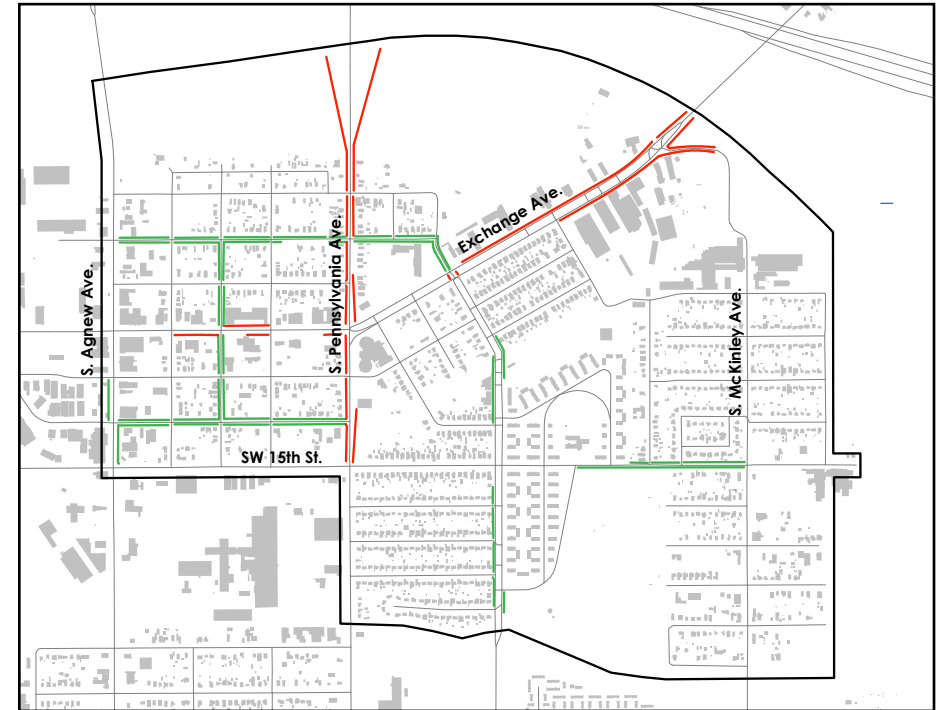 Exchange Ave.
S. Pennsylvania Ave.
S. Agnew Ave.
S. McKinley Ave.
SW 15th St.